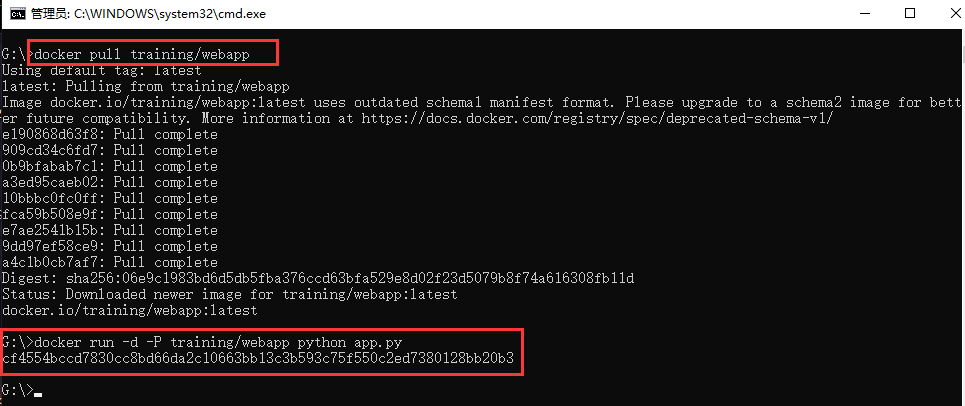 管理员: C:\WINDOWS\system32\cmd.exe
G:\>docker pull training/webapp
Using default tag: latest
latest: Pulling from training/webapp
Image docker.io/training/webapp:latest uses outdated schema1 manifest format. Please upgrade to a schema2 image for bett
er future compatibility. More information at https://docs.docker.com/registry/spec/deprecated-schema-v1/
e190868d63f8: Pull complete
909cd34c6fd7: Pull complete
0b9bfabab7c1: Pull complete
a3ed95caeb02: Pull complete
10bbbc0fc0ff: Pull complete
fca59b508e9f: Pull complete
e7ae2541b15b: Pull complete
9dd97ef58ce9: Pull complete
a4c1b0cb7af7: Pull complete
Digest: sha256:06e9c1983bd6d5db5fba376ccd63bfa529e8d02f23d5079b8f74a616308fb11d
Status: Downloaded newer image for training/webapp:latest
docker.io/training/webapp:latest
G:\>docker run -d -P training/webapp python app.py
cf4554bccd7830cc8bd66da2c10663bb13c3b593c75f550c2ed7380128bb20b3
G:\>